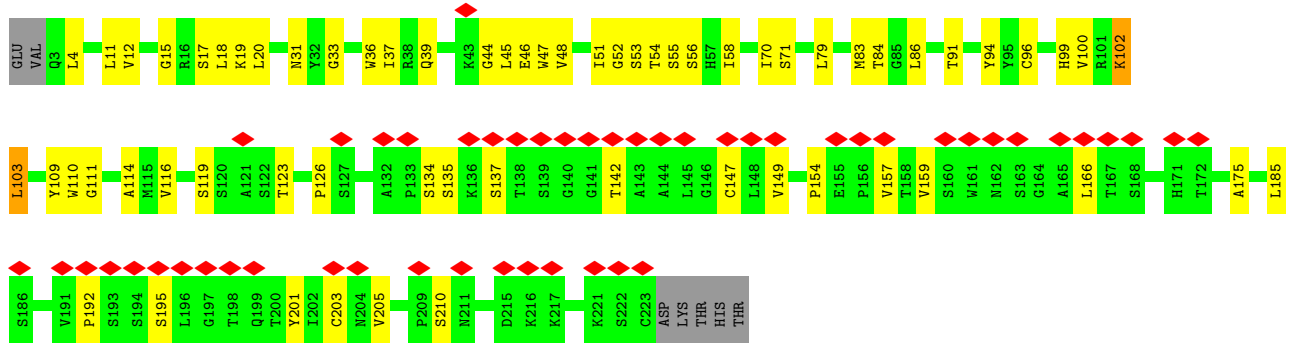 GLU VAL Q3 L4 L11 V12 G15 R16 S17 L18 K19 L20 N31 Y32 G33 W36 I37 R38 Q39 K43 G44 L45 E46 W47 V48 I51 G52 S53 T54 S55 S56 H57 I58 I70 S71 L79 M83 T84 G85 L86 T91 Y94 Y95 C96 H99 V100 R101 K102
L103 Y109 W110 G111 A114 M115 V116 S119 S120 A121 S122 T123 P126 S127 A132 P133 S134 S135 K136 S137 T138 S139 G140 G141 T142 A143 A144 L145 G146 C147 L148 V149 P154 E155 P156 V157 T158 V159 S160 W161 N162 S163 G164 A165 L166 T167 S168 H171 T172 A175 L185
S186 V191 P192 S193 S194 S195 L196 G197 T198 Q199 T200 Y201 I202 C203 N204 V205 P209 S210 N211 D215 K216 K217 K221 S222 C223 ASP LYS THR HIS THR